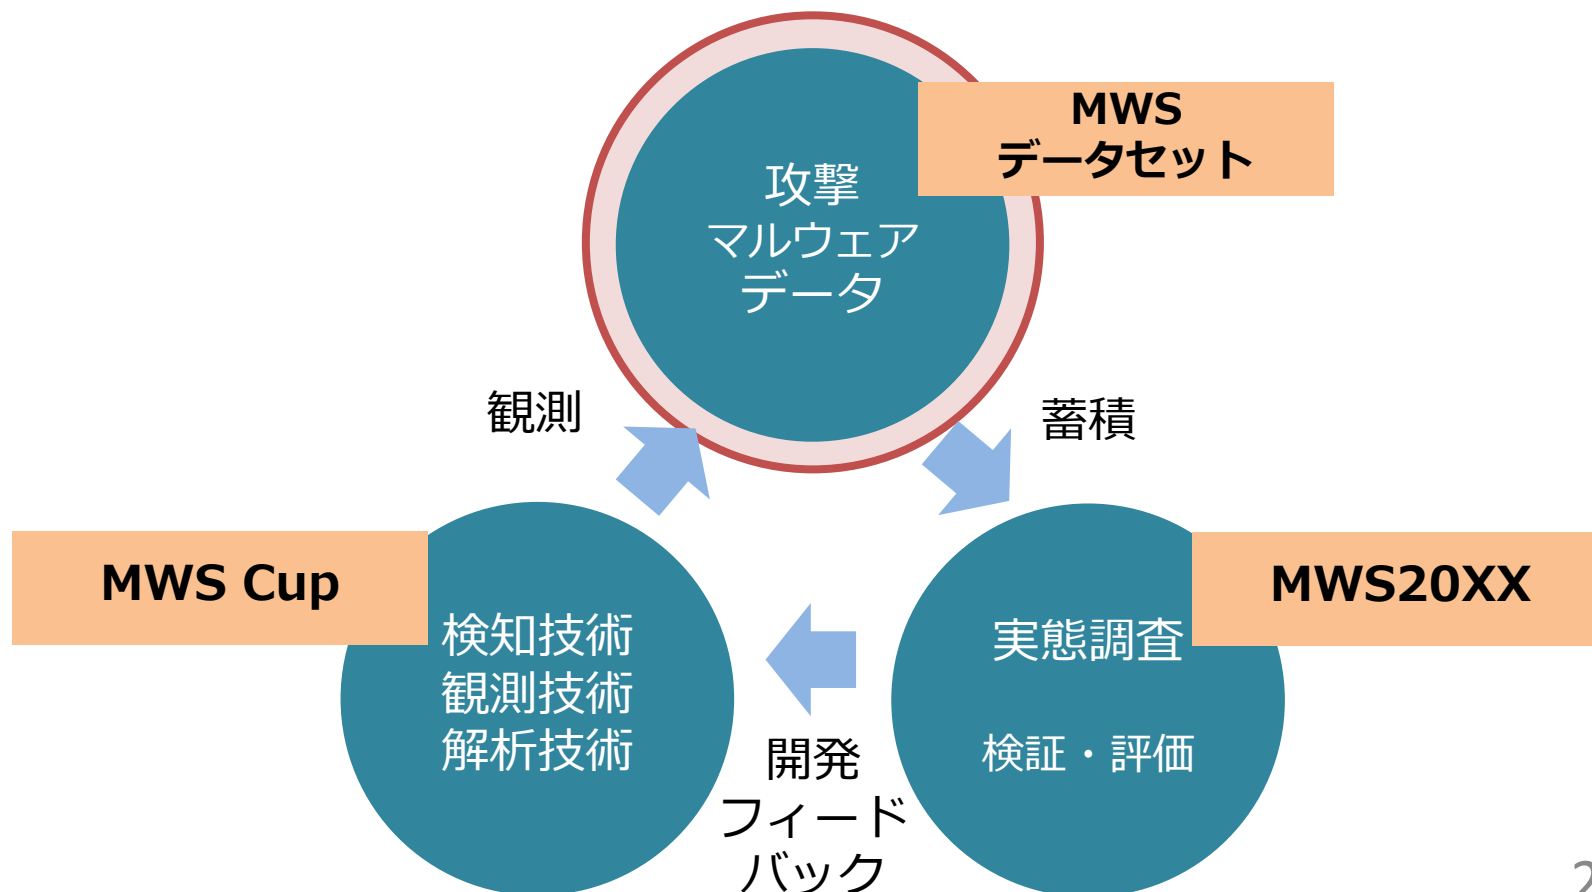 MWS
データセット
攻撃
マルウェア
データ
観測
蓄積
MWS Cup
MWS20XX
検知技術
観測技術
解析技術
実態調査
検証・評価
開発
フィード
バック
2